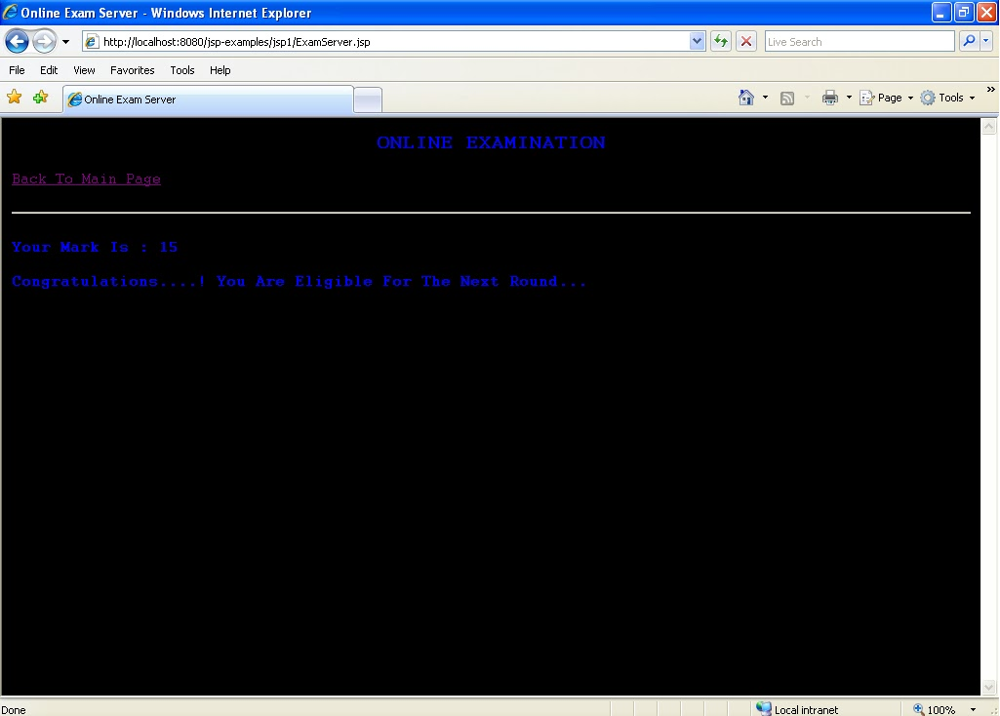 Online Exam Server - Windows Internet Explorer
http://localhost:8080/jsp-examples/jsp1/ExamServer.jsp
Live Search
File Edit View Favorites Tools Help
Online Exam Server
Page Tools »
ONLINE EXAMINATION
Back To Main Page
Your Mark Is : 15
Congratulations....! You Are Eligible For The Next Round...
Done
Local intranet
100%